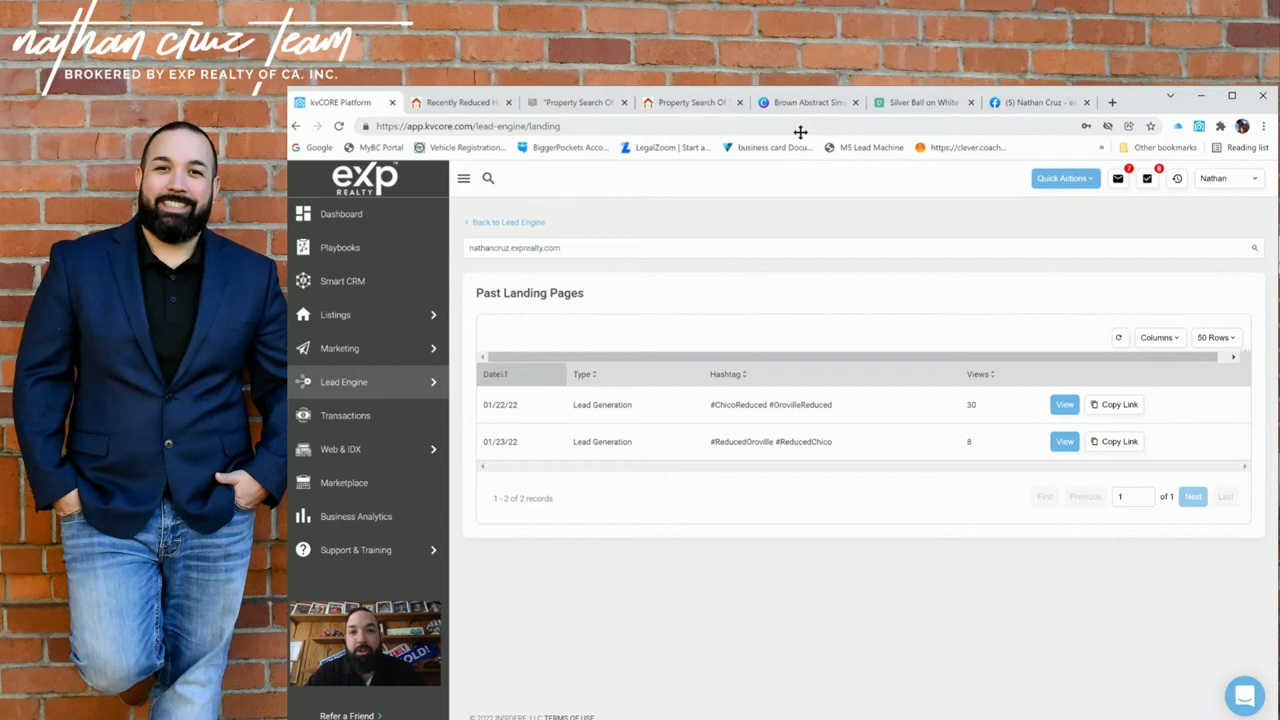 nathan cruz team
BROKERED BY EXP REALTY OF CA. INC.
kvCORE Platform
Recently Reduced H
"Property Search Of
Property Search Of
Brown Abstract Sim
Silver Ball on White
(5) Nathan Cruz - e
https://app.kvcore.com/lead-engine/landing
Google
MyBC Portal
Vehicle Registration...
BiggerPockets Acco...
LegalZoom | Start a...
business card Docu...
M5 Lead Machine
https://clever.coach...
»
Other bookmarks
Reading list
exp
REALTY
Quick Actions
7
8
Nathan
Dashboard
Playbooks
Smart CRM
Listings
Marketing
Lead Engine
Transactions
Web & IDX
Marketplace
Business Analytics
Support & Training
Refer a Friend
Back to Lead Engine
nathancruz.exprealty.com
Past Landing Pages
Columns
50 Rows
Date Type Hashtag Views
01/22/22 Lead Generation #ChicoReduced #OrovilleReduced 30 View Copy Link
01/23/22 Lead Generation #ReducedOroville #ReducedChico 8 View Copy Link
1 - 2 of 2 records
First Previous 1 of 1 Next Last
FAMILY
SOLD!
© 2022 INSIDERE, LLC TERMS OF USE